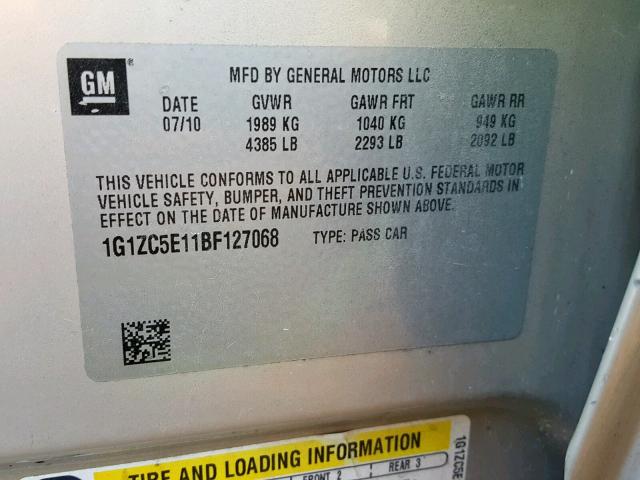 GM
MFD BY GENERAL MOTORS LLC
DATE GVWR GAWR FRT GAWR RR
07/10 1989 KG 1040 KG 949 KG
4385 LB 2293 LB 2092 LB
THIS VEHICLE CONFORMS TO ALL APPLICABLE U.S. FEDERAL MOTOR
VEHICLE SAFETY, BUMPER, AND THEFT PREVENTION STANDARDS IN
EFFECT ON THE DATE OF MANUFACTURE SHOWN ABOVE.
1G1ZC5E11BF127068 TYPE: PASS CAR
TIRE AND LOADING INFORMATION
FRONT 2 REAR 3
1G1ZC5E